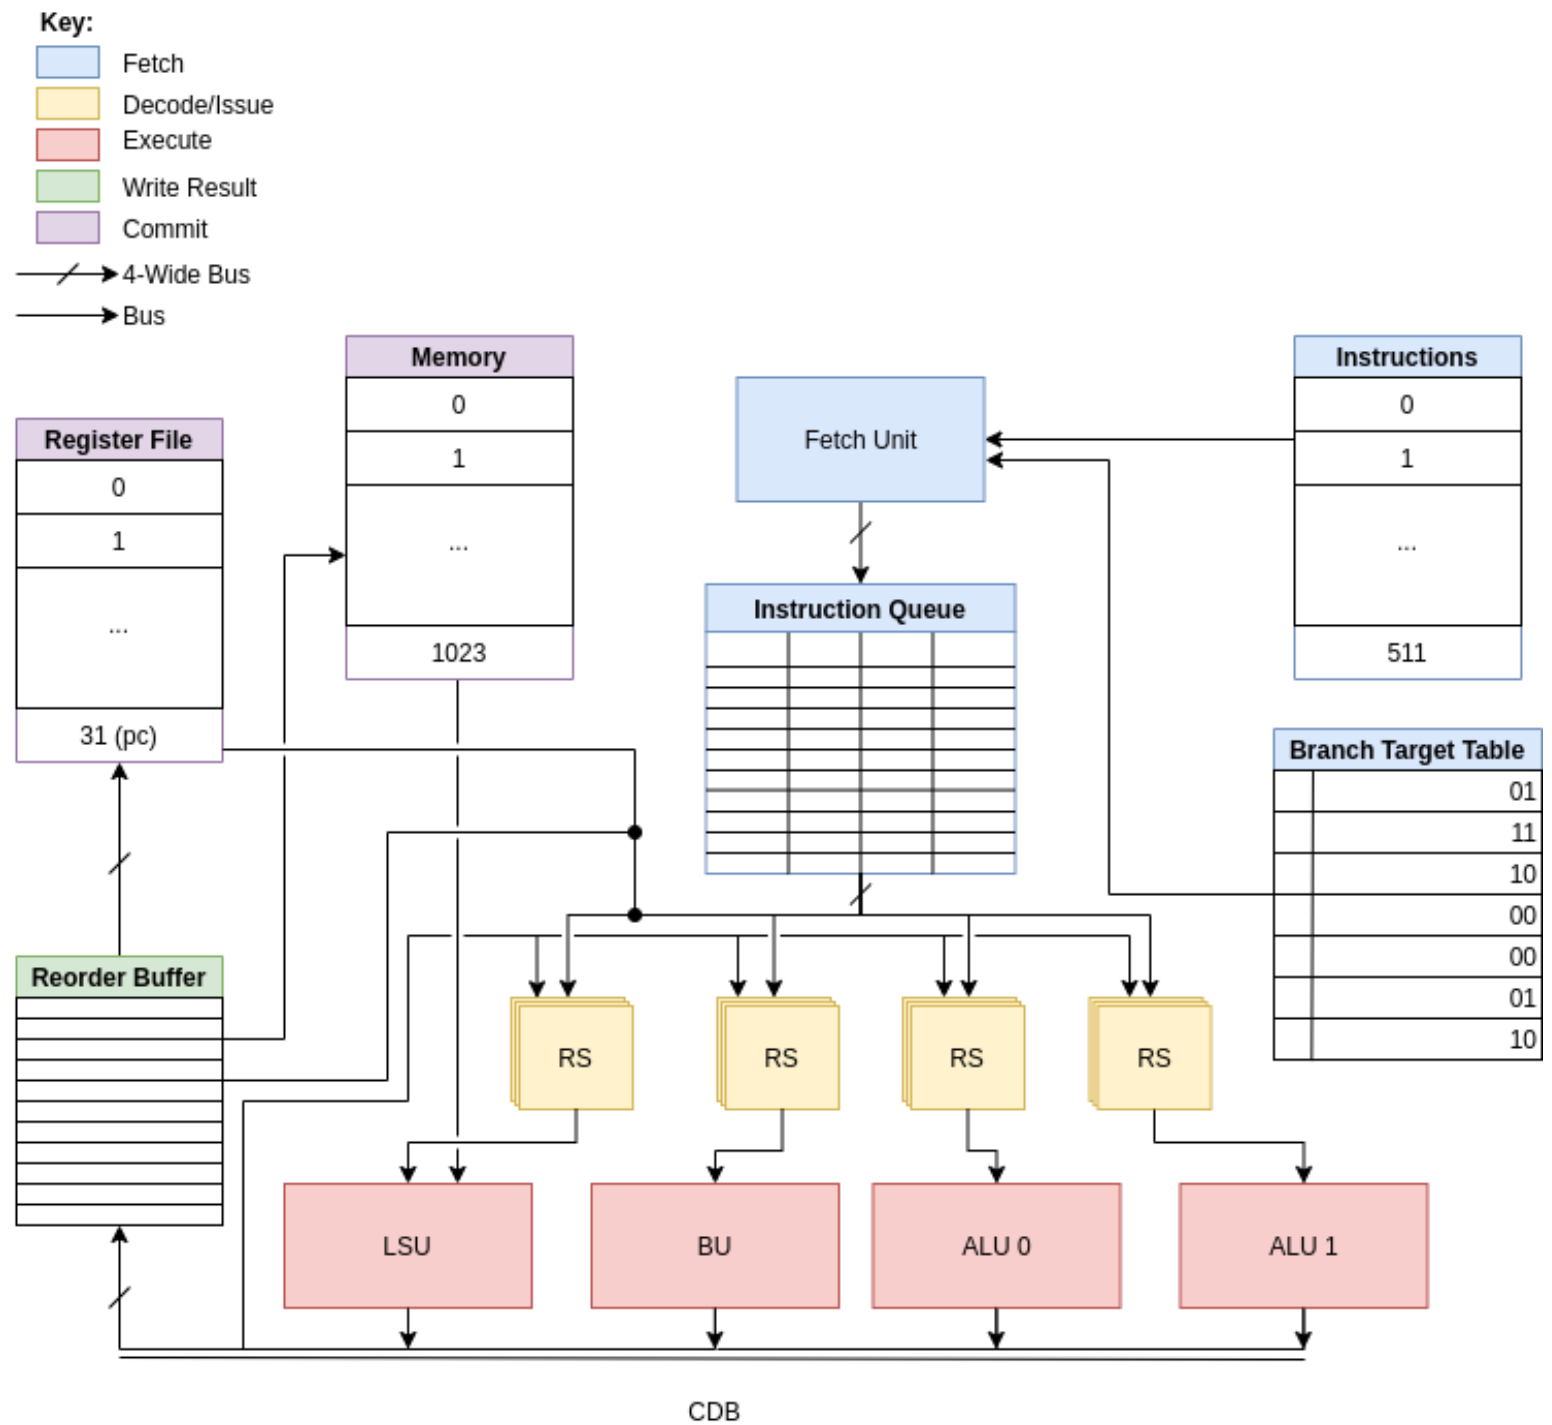 Key:
Fetch
Decode/Issue
Execute
Write Result
Commit
4-Wide Bus
Bus
Memory
0
1
...
1023
Register File
0
1
...
31 (pc)
Fetch Unit
Instructions
0
1
...
511
Instruction Queue
Branch Target Table
01
11
10
00
00
01
10
Reorder Buffer
RS
RS
RS
RS
LSU
BU
ALU 0
ALU 1
CDB